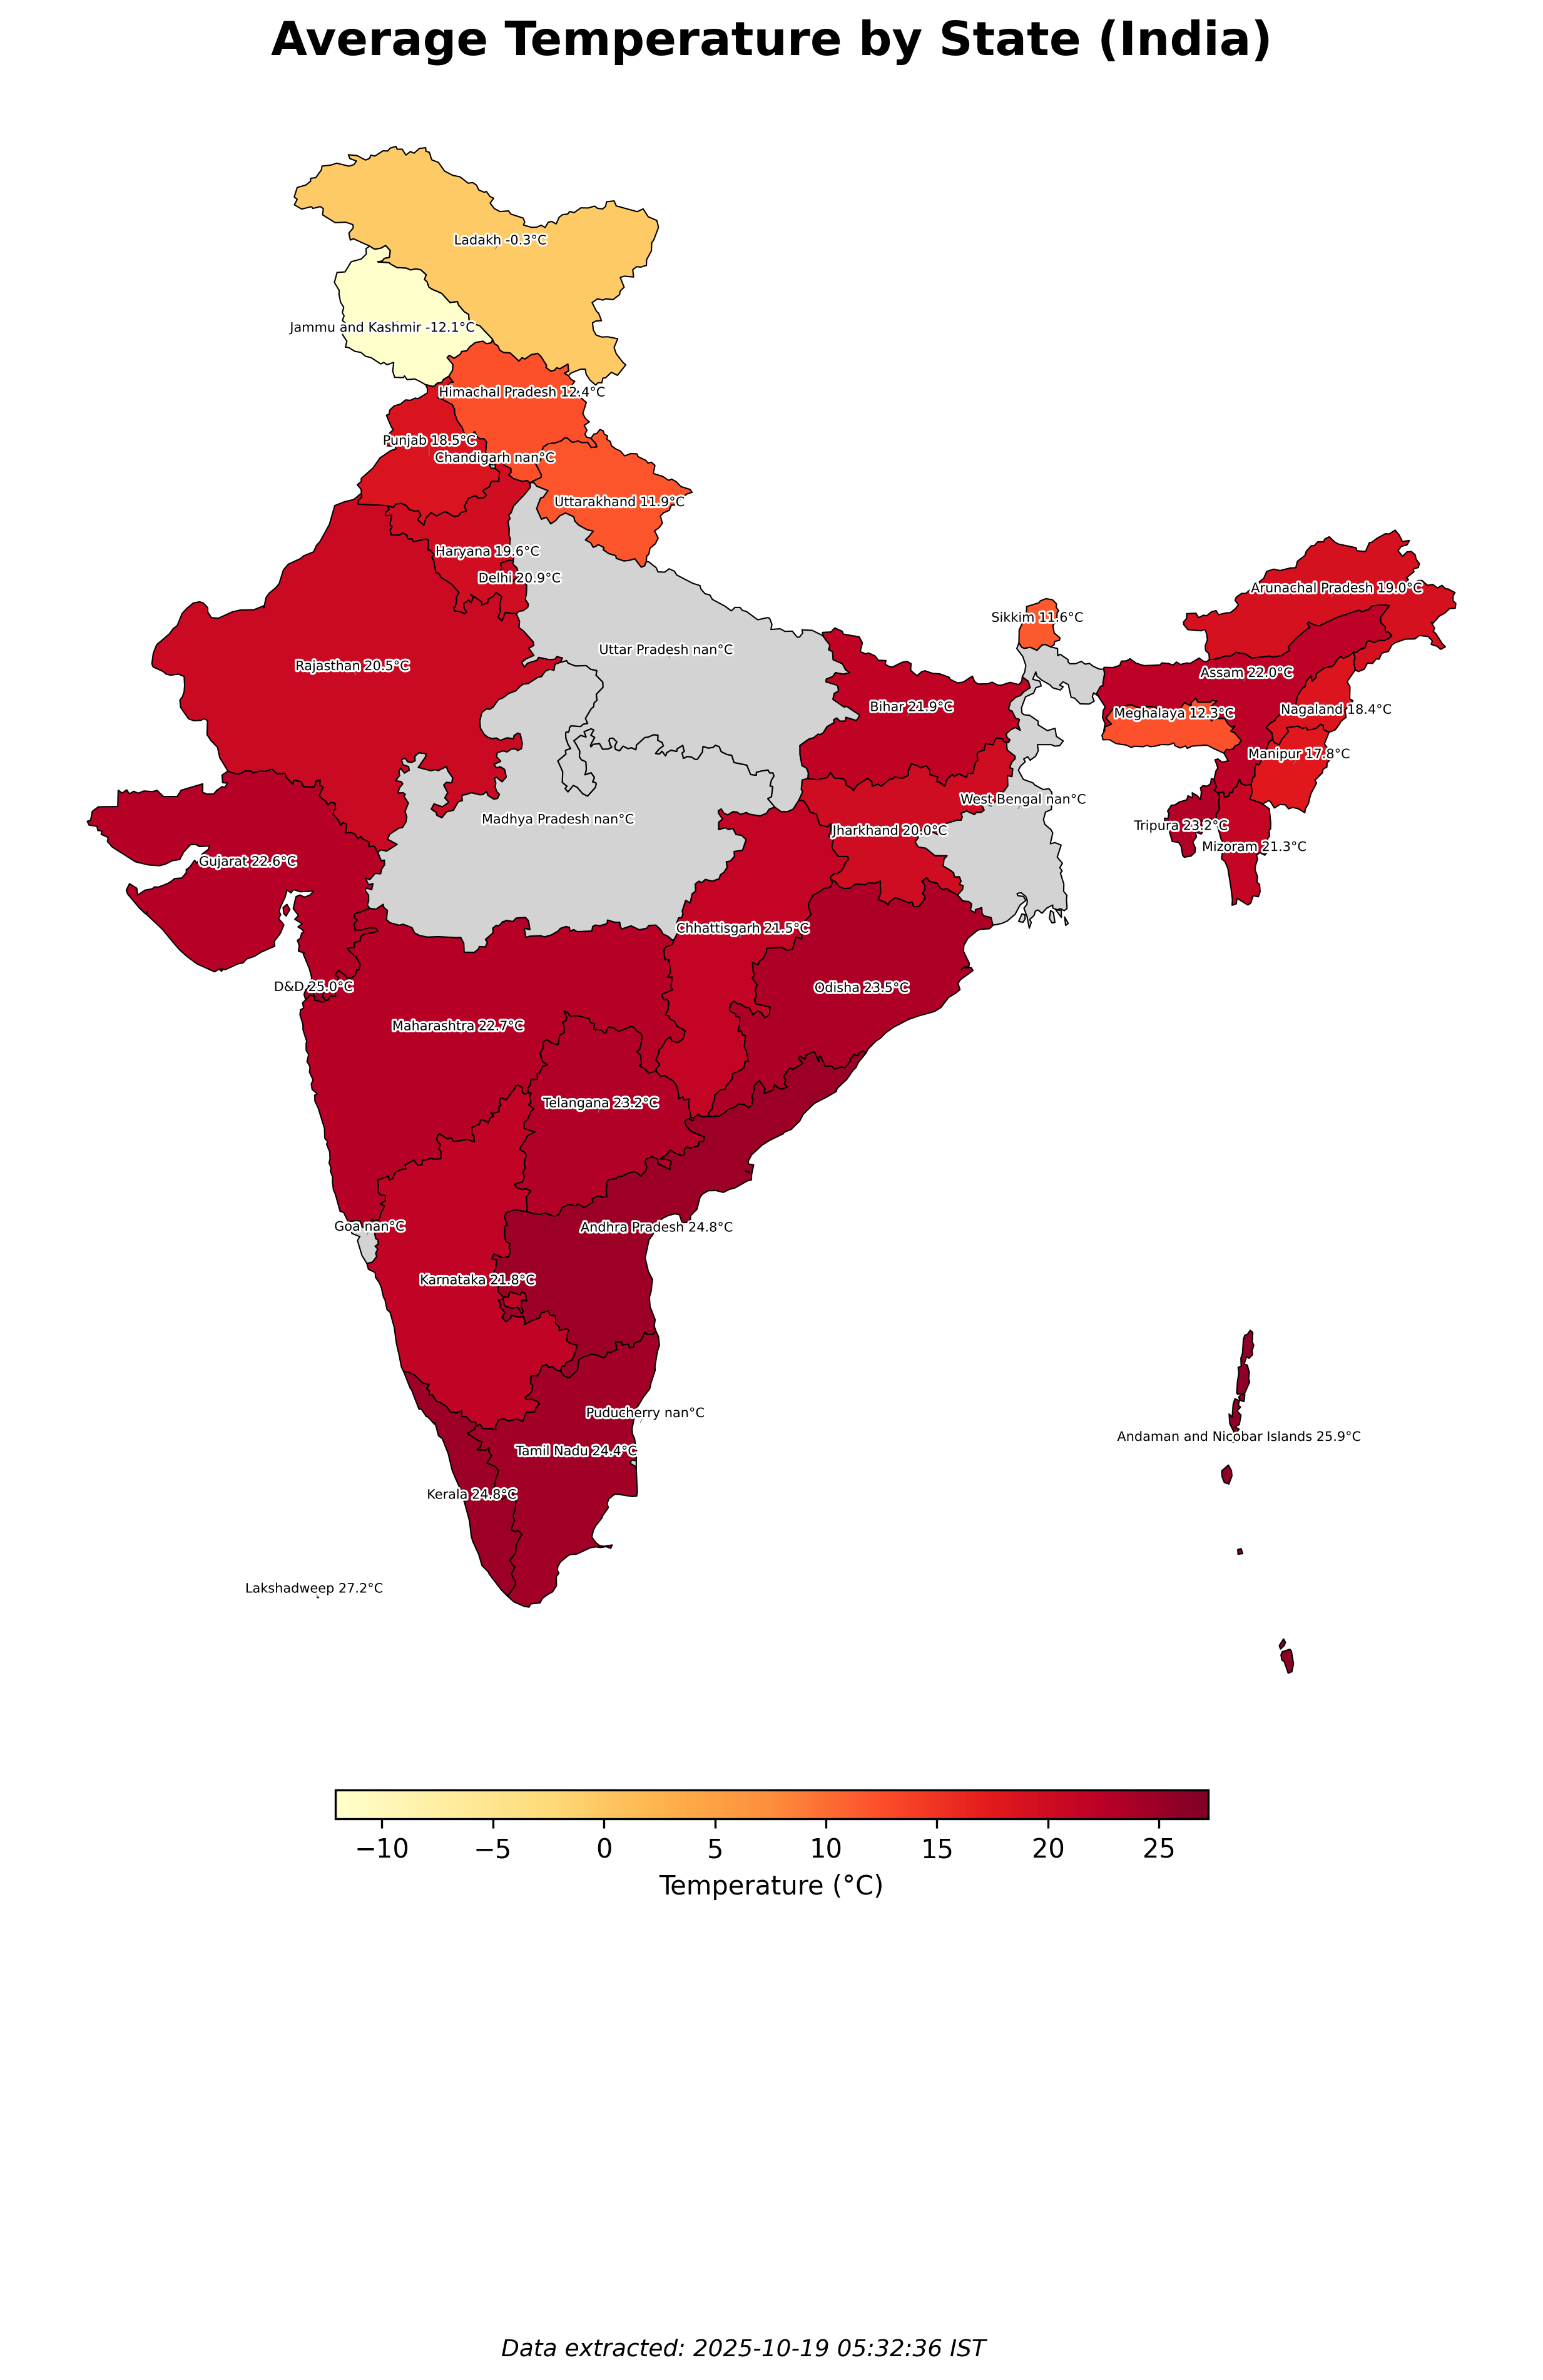 Average Temperature by State (India)
Ladakh -0.3°C
Jammu and Kashmir -12.1°C
Himachal Pradesh 12.4°C
Punjab 18.5°C
Chandigarh nan°C
Uttarakhand 11.9°C
Haryana 19.6°C
Delhi 20.9°C
Arunachal Pradesh 19.0°C
Sikkim 11.6°C
Uttar Pradesh nan°C
Rajasthan 20.5°C
Assam 22.0°C
Bihar 21.9°C
Nagaland 18.4°C
Meghalaya 12.3°C
Manipur 17.8°C
West Bengal nan°C
Madhya Pradesh nan°C
Tripura 23.2°C
Jharkhand 20.0°C
Mizoram 21.3°C
Gujarat 22.6°C
Chhattisgarh 21.5°C
D&D 25.0°C
Odisha 23.5°C
Maharashtra 22.7°C
Telangana 23.2°C
Goa nan°C
Andhra Pradesh 24.8°C
Karnataka 21.8°C
Puducherry nan°C
Andaman and Nicobar Islands 25.9°C
Tamil Nadu 24.4°C
Kerala 24.8°C
Lakshadweep 27.2°C
−10 −5 0 5 10 15 20 25
Temperature (°C)
Data extracted: 2025-10-19 05:32:36 IST